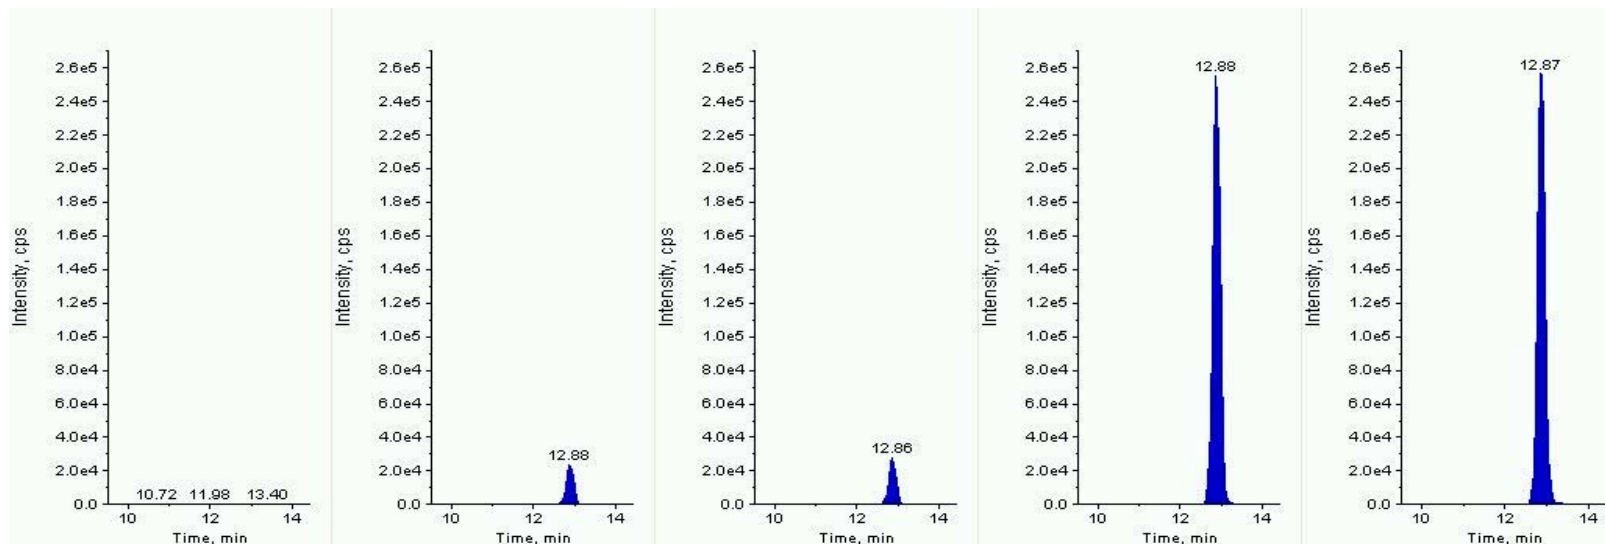 Intensity, cps
2.6e5
2.4e5
2.2e5
2.0e5
1.8e5
1.6e5
1.4e5
1.2e5
1.0e5
8.0e4
6.0e4
4.0e4
2.0e4
0.0
10.72 11.98 13.40
10 12 14
Time, min
Intensity, cps
2.6e5
2.4e5
2.2e5
2.0e5
1.8e5
1.6e5
1.4e5
1.2e5
1.0e5
8.0e4
6.0e4
4.0e4
2.0e4
0.0
12.88
10 12 14
Time, min
Intensity, cps
2.6e5
2.4e5
2.2e5
2.0e5
1.8e5
1.6e5
1.4e5
1.2e5
1.0e5
8.0e4
6.0e4
4.0e4
2.0e4
0.0
12.86
10 12 14
Time, min
Intensity, cps
2.6e5
2.4e5
2.2e5
2.0e5
1.8e5
1.6e5
1.4e5
1.2e5
1.0e5
8.0e4
6.0e4
4.0e4
2.0e4
0.0
12.88
10 12 14
Time, min
Intensity, cps
2.6e5
2.4e5
2.2e5
2.0e5
1.8e5
1.6e5
1.4e5
1.2e5
1.0e5
8.0e4
6.0e4
4.0e4
2.0e4
0.0
12.87
10 12 14
Time, min